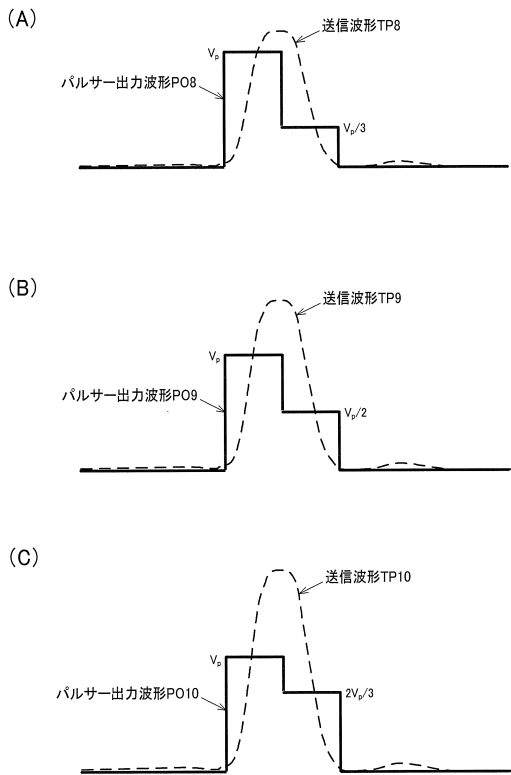 (A)
送信波形TP8
Vp
パルサー出力波形PO8
Vp/3
(B)
送信波形TP9
Vp
パルサー出力波形PO9
Vp/2
(C)
送信波形TP10
Vp
パルサー出力波形PO10
2Vp/3